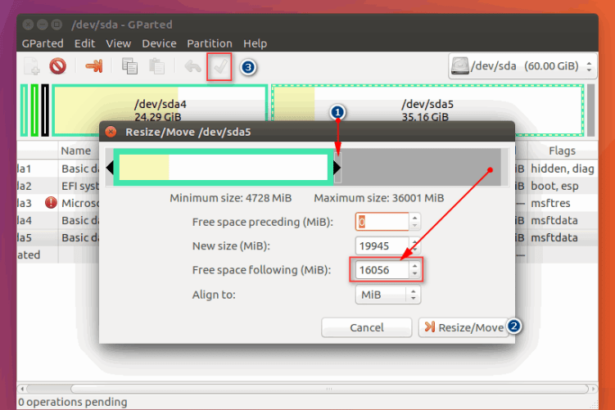 /dev/sda - GParted
GParted Edit View Device Partition Help
3
/dev/sda (60.00 GiB)
/dev/sda4
24.29 GiB
/dev/sda5
35.16 GiB
1
Resize/Move /dev/sda5
Name
Flags
da1 Basic da
iB hidden, diag
da2 EFI syst
iB boot, esp
da3 Microso
--- msftres
da4 Basic da
iB msftdata
da5 Basic da
iB msftdata
ated
---
Minimum size: 4728 MiB Maximum size: 36001 MiB
Free space preceding (MiB): 0
New size (MiB): 19945
Free space following (MiB): 16056
Align to: MiB
Cancel
Resize/Move
2
0 operations pending